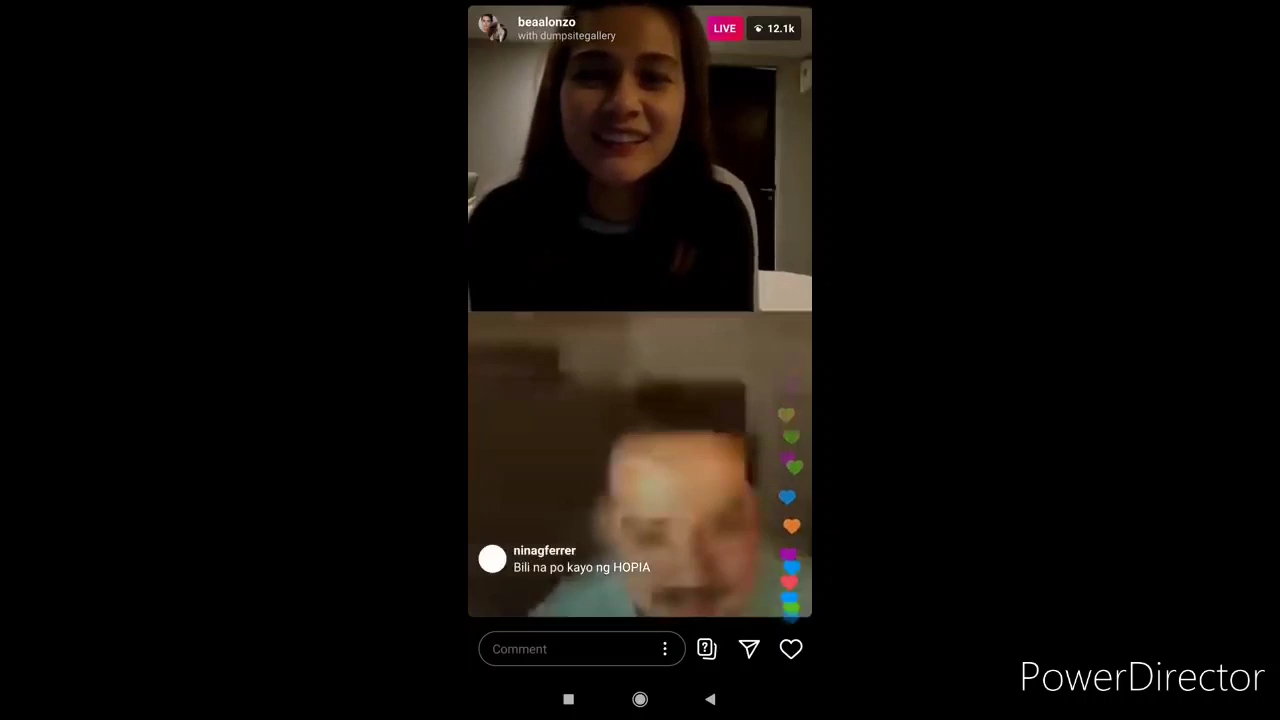 beaalonzo
with dumpsitegallery
LIVE
12.1k
ninagferrer
Bili na po kayo ng HOPIA
Comment
PowerDirector